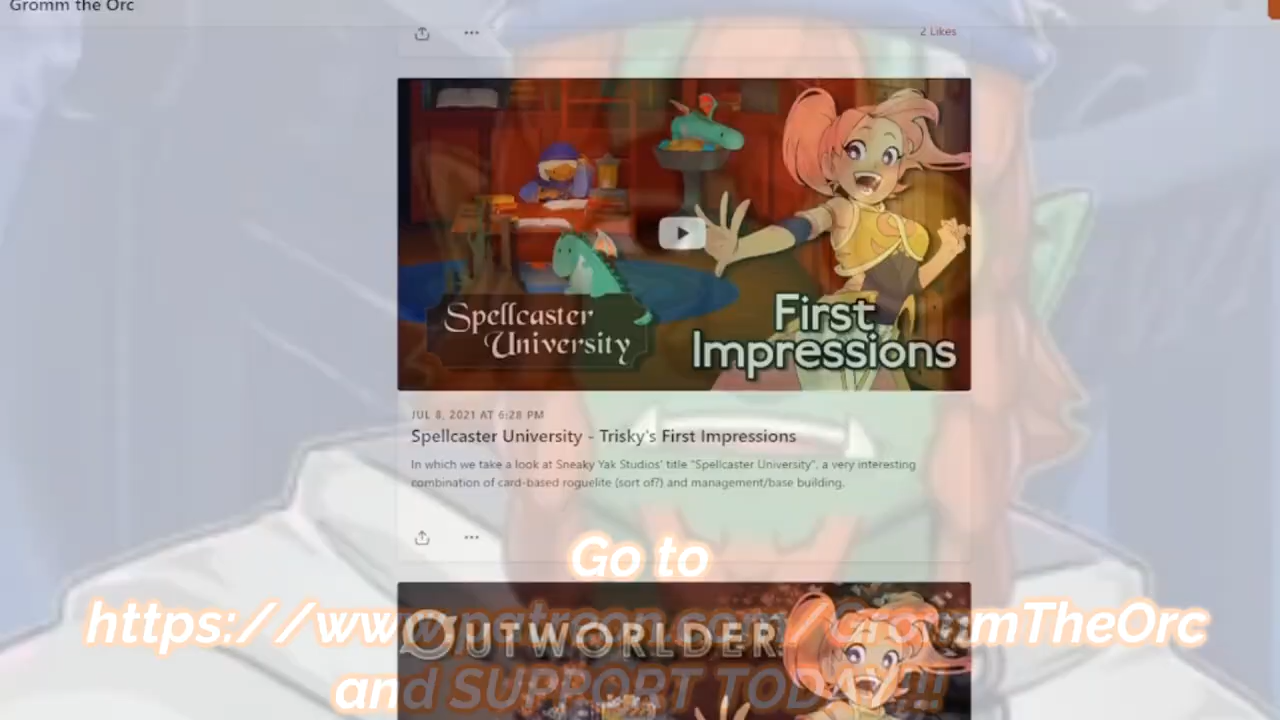 Gromm the Orc
2 Likes
Spellcaster
University
First
Impressions
JUL 8, 2021 AT 6:28 PM
Spellcaster University - Trisky's First Impressions
In which we take a look at Sneaky Yak Studios' title "Spellcaster University", a very interesting
combination of card-based roguelite (sort of?) and management/base building.
Go to
https://www.patreon.com/GrommTheOrc
OUTWORLDER
and SUPPORT TODAY!!!